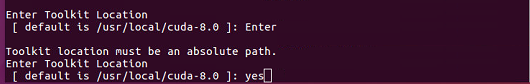 Enter Toolkit Location
[ default is /usr/local/cuda-8.0 ]: Enter
Toolkit location must be an absolute path.
Enter Toolkit Location
[ default is /usr/local/cuda-8.0 ]: yes